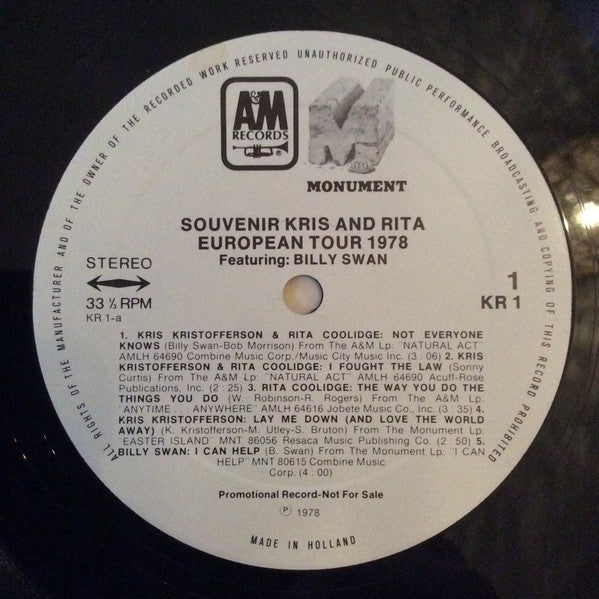 ALL RIGHTS OF THE MANUFACTURER AND OF THE OWNER OF THE RECORDED WORK RESERVED UNAUTHORIZED PUBLIC PERFORMANCE BROADCASTING AND COPYING OF THIS RECORD PROHIBITED
A&M
RECORDS
®
MONUMENT
SOUVENIR KRIS AND RITA
EUROPEAN TOUR 1978
Featuring: BILLY SWAN
STEREO
33 ⅓ RPM
KR 1-a
1
KR 1
1. KRIS KRISTOFFERSON & RITA COOLIDGE: NOT EVERYONE
KNOWS (Billy Swan-Bob Morrison) From The A&M Lp: "NATURAL ACT"
AMLH 64690 Combine Music Corp./Music City Music Inc. (3 : 06) 2. KRIS
KRISTOFFERSON & RITA COOLIDGE: I FOUGHT THE LAW (Sonny
Curtis) From The A&M Lp: "NATURAL ACT" AMLH 64690 Acuff-Rose
Publications, Inc. (2 : 25) 3. RITA COOLIDGE: THE WAY YOU DO THE
THINGS YOU DO (W. Robinson-R. Rogers) From The A&M Lp:
"ANYTIME . . . ANYWHERE" AMLH 64616 Jobete Music Co., Inc. (3 . 35) 4.
KRIS KRISTOFFERSON: LAY ME DOWN (AND LOVE THE WORLD
AWAY) (K. Kristofferson-M. Utley-S. Bruton) From The Monument Lp:
"EASTER ISLAND" MNT 86056 Resaca Music Publishing Co. (2 : 50) 5.
BILLY SWAN: I CAN HELP (B. Swan) From The Monument Lp: "I CAN
HELP" MNT 80615 Combine Music
Corp. (4 : 00)
Promotional Record-Not For Sale
℗ 1978
MADE IN HOLLAND